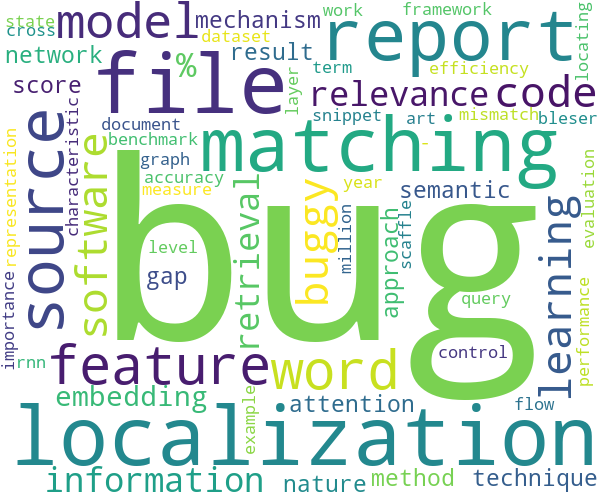 state
cross
model
mechanism
work
framework
report
locating
network
%
dataset
result
file
term
efficiency
score
layer
relevance
code
characteristic
document
snippet
art
mismatch
bleser
source
benchmark
matching
-
software
graph
accuracy
measure
year
semantic
representation
bug
retrieval
buggy
million
scaffle
approach
learning
evaluation
level
gap
query
importance
rnn
feature
word
control
performance
embedding
example
attention
flow
localization
information
nature
method
technique